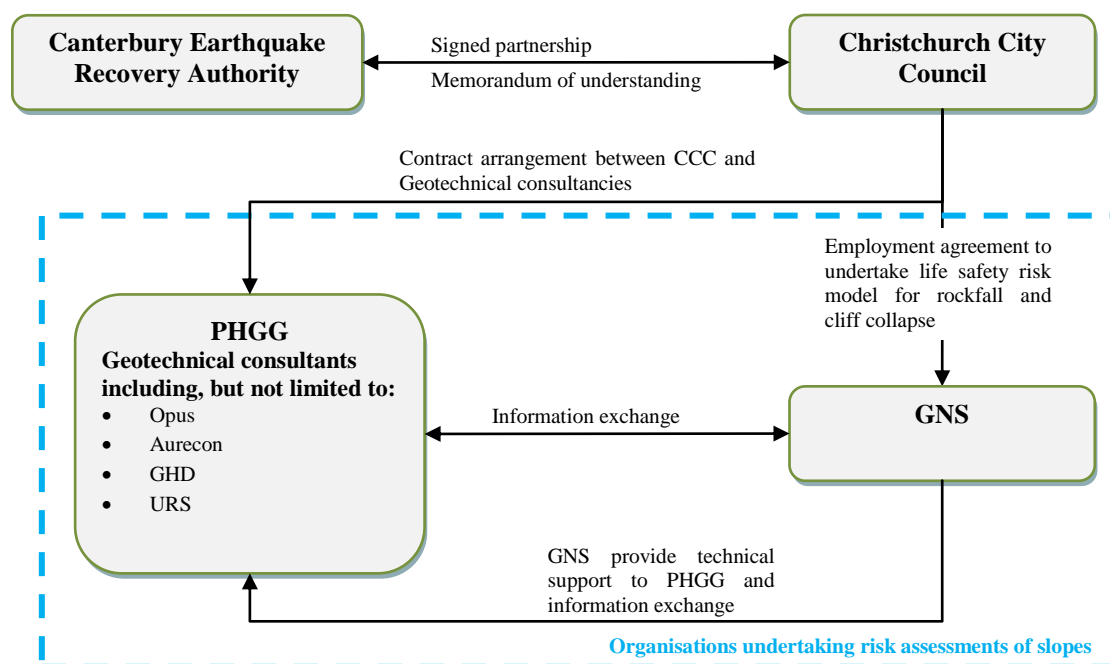 Canterbury Earthquake
Recovery Authority
Signed partnership
Memorandum of understanding
Christchurch City
Council
Contract arrangement between CCC and
Geotechnical consultancies
Employment agreement to
undertake life safety risk
model for rockfall and
cliff collapse
PHGG
Geotechnical consultants
including, but not limited to:
• Opus
• Aurecon
• GHD
• URS
Information exchange
GNS
GNS provide technical
support to PHGG and
information exchange
Organisations undertaking risk assessments of slopes